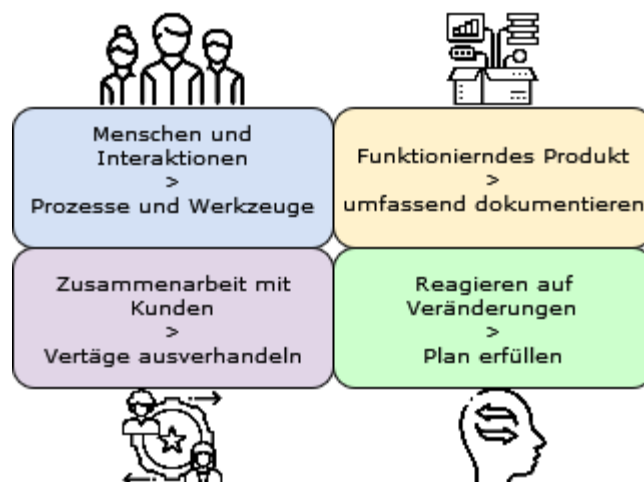 Menschen und
Interaktionen
>
Prozesse und Werkzeuge
Funktionierndes Produkt
>
umfassend dokumentieren
Zusammenarbeit mit
Kunden
>
Vertäge ausverhandeln
Reagieren auf
Veränderungen
>
Plan erfüllen